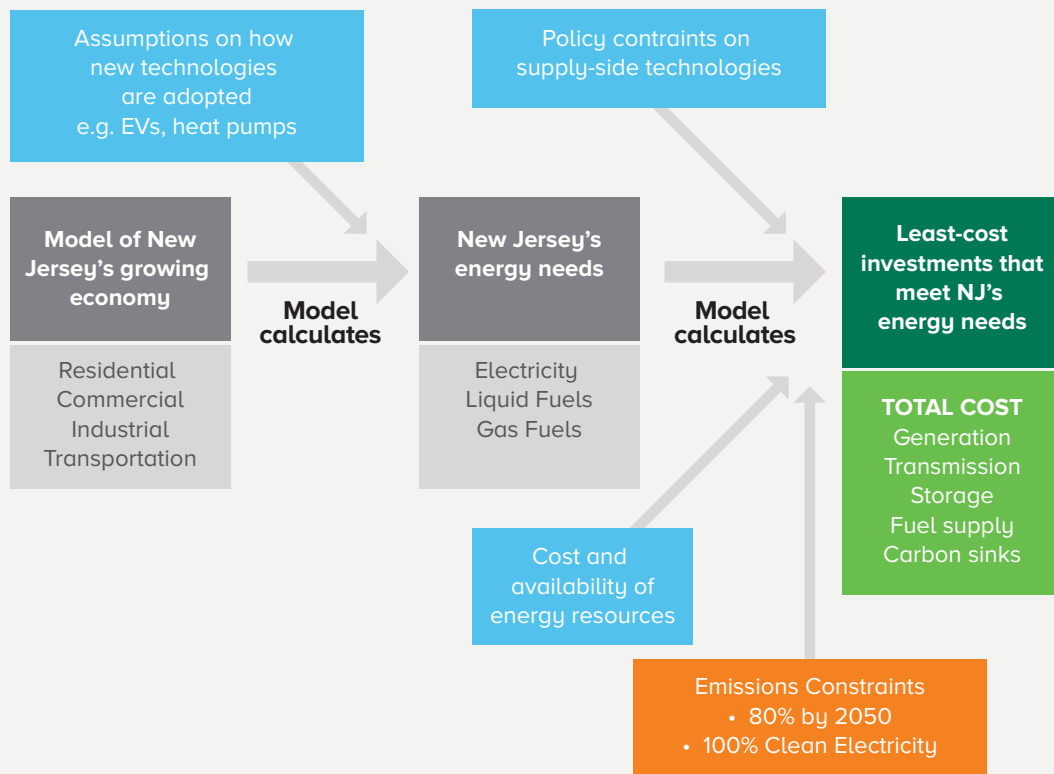 Assumptions on how
new technologies
are adopted
e.g. EVs, heat pumps
Policy contraints on
supply-side technologies
Model of New
Jersey's growing
economy
Residential
Commercial
Industrial
Transportation
Model
calculates
New Jersey's
energy needs
Electricity
Liquid Fuels
Gas Fuels
Model
calculates
Least-cost
investments that
meet NJ's
energy needs
TOTAL COST
Generation
Transmission
Storage
Fuel supply
Carbon sinks
Cost and
availability of
energy resources
Emissions Constraints
• 80% by 2050
• 100% Clean Electricity